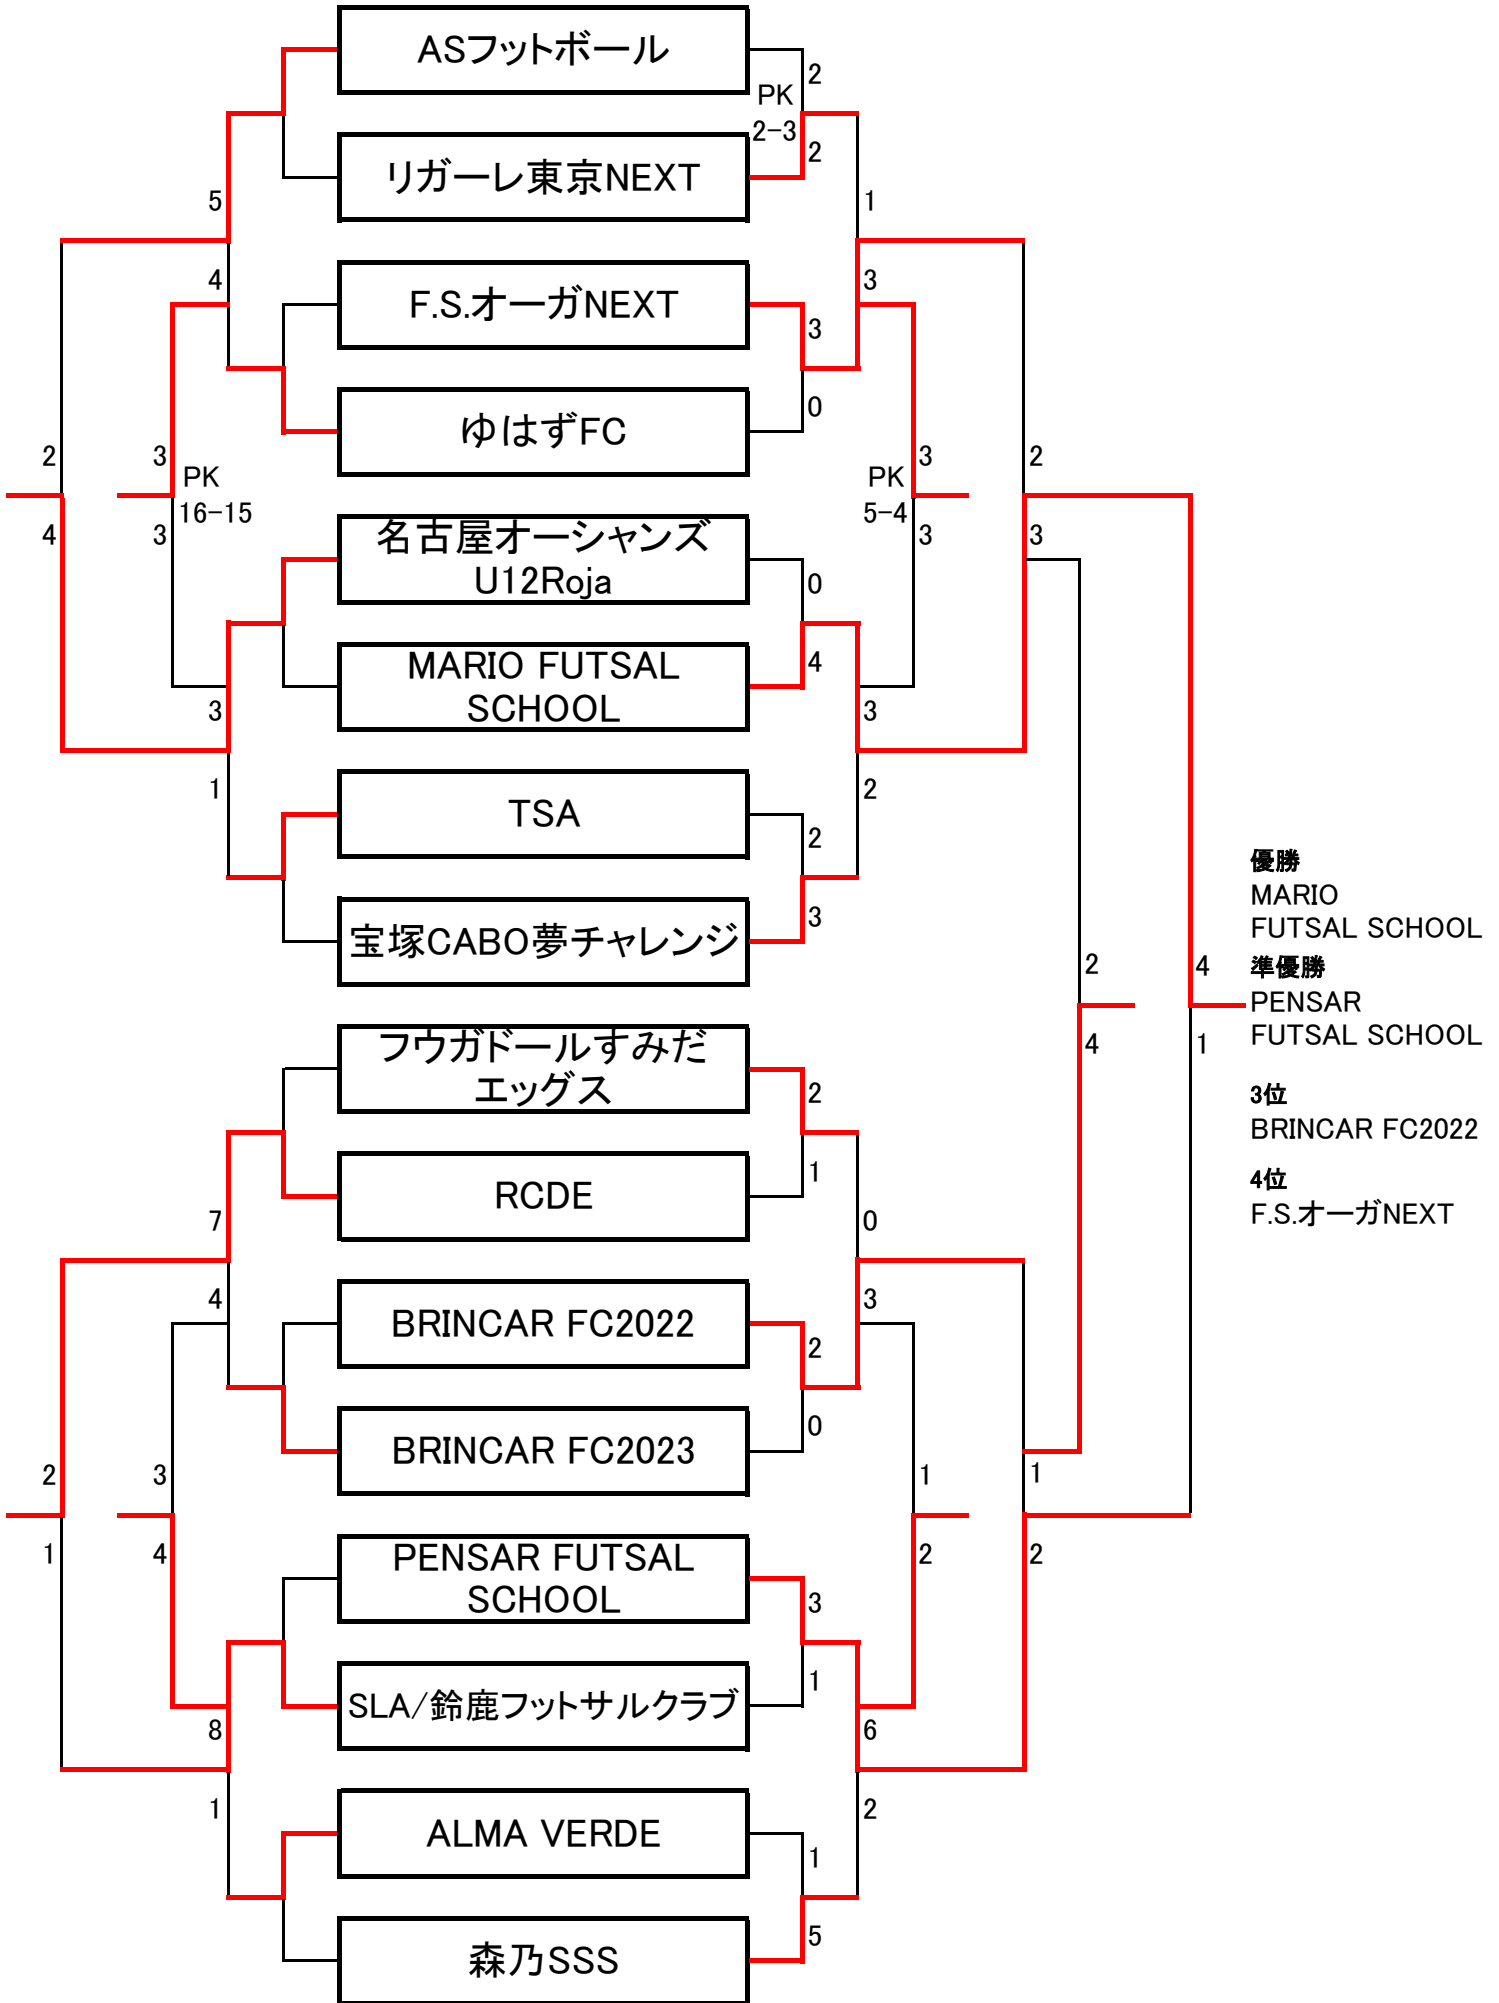 ASフットボール
2
PK
2-3
2
リガーレ東京NEXT
5
1
4
3
F.S.オーガNEXT
3
0
ゆはずFC
2
3
PK
16-15
PK
5-4
3
2
4
3
3
3
名古屋オーシャンズ
U12Roja
0
MARIO FUTSAL
SCHOOL
4
3
3
1
2
TSA
2
宝塚CABO夢チャレンジ
3
優勝
MARIO
FUTSAL SCHOOL
準優勝
PENSAR
FUTSAL SCHOOL
3位
BRINCAR FC2022
4位
F.S.オーガNEXT
2
4
4
1
フウガドールすみだ
エッグス
2
1
RCDE
7
0
4
3
BRINCAR FC2022
2
0
BRINCAR FC2023
2
3
1
1
1
4
2
2
PENSAR FUTSAL
SCHOOL
3
1
SLA/鈴鹿フットサルクラブ
8
6
1
2
ALMA VERDE
1
5
森乃SSS